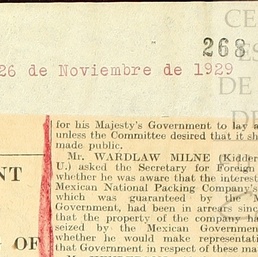 268
26 de Noviembre de 1929
for his Majesty's Government to lay a
unless the Committee desired that it sh
made public.
Mr. WARDLAW MILNE (Kidder
U.) asked the Secretary for Foreign
whether he was aware that the interest
Mexican National Packing Company's
which was guaranteed by the M
Government, had been in arrears sinc
that the property of the company ha
seized by the Mexican Governmen
whether he would make representati
that Government in respect of these ma
NT
OF
CE
DE
DE